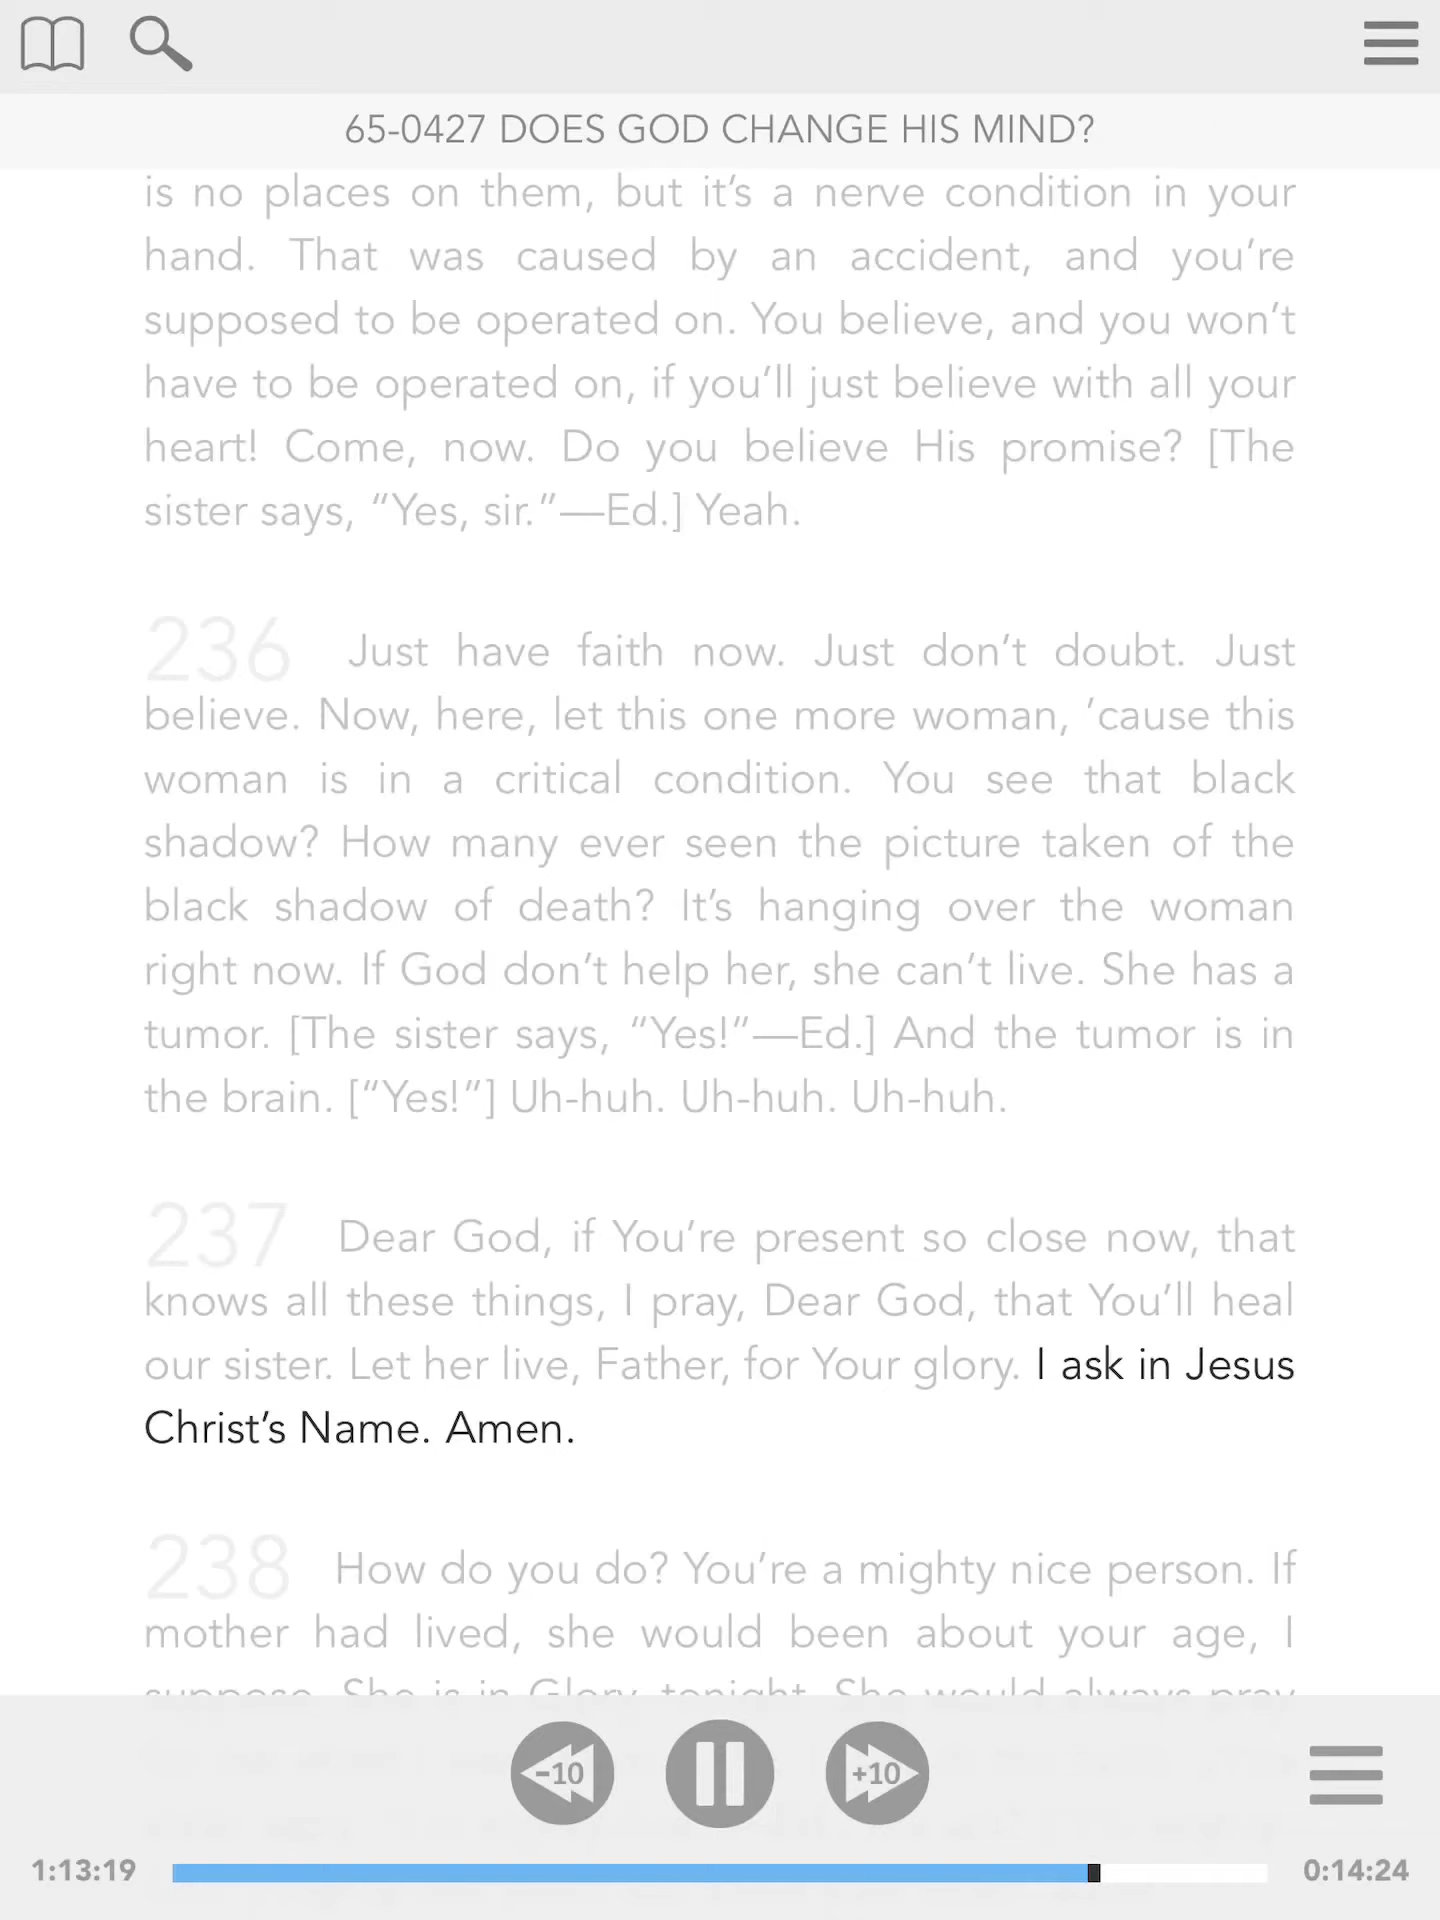 65-0427 DOES GOD CHANGE HIS MIND?
is no places on them, but it’s a nerve condition in your
hand. That was caused by an accident, and you’re
supposed to be operated on. You believe, and you won’t
have to be operated on, if you’ll just believe with all your
heart! Come, now. Do you believe His promise? [The
sister says, “Yes, sir.”—Ed.] Yeah.
236 Just have faith now. Just don’t doubt. Just
believe. Now, here, let this one more woman, ’cause this
woman is in a critical condition. You see that black
shadow? How many ever seen the picture taken of the
black shadow of death? It’s hanging over the woman
right now. If God don’t help her, she can’t live. She has a
tumor. [The sister says, “Yes!”—Ed.] And the tumor is in
the brain. [“Yes!”] Uh-huh. Uh-huh. Uh-huh.
237 Dear God, if You’re present so close now, that
knows all these things, I pray, Dear God, that You’ll heal
our sister. Let her live, Father, for Your glory. I ask in Jesus
Christ’s Name. Amen.
238 How do you do? You’re a mighty nice person. If
mother had lived, she would been about your age, I
suppose. She is in Glory, tonight. She would always pray
-10 +10
1:13:19 0:14:24